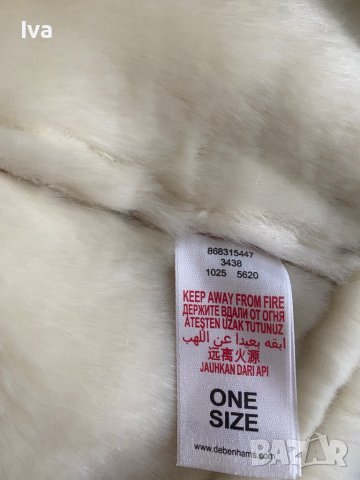 Iva
868315447
3438
1025 5620
KEEP AWAY FROM FIRE
ДЕРЖИТЕ ВДАЛИ ОТ ОГНЯ
ATEŞTEN UZAK TUTUNUZ
ابقه بعيدا عن اللهب
远离火源
JAUHKAN DARI API
ONE
SIZE
www.debenhams.com
BAZAR